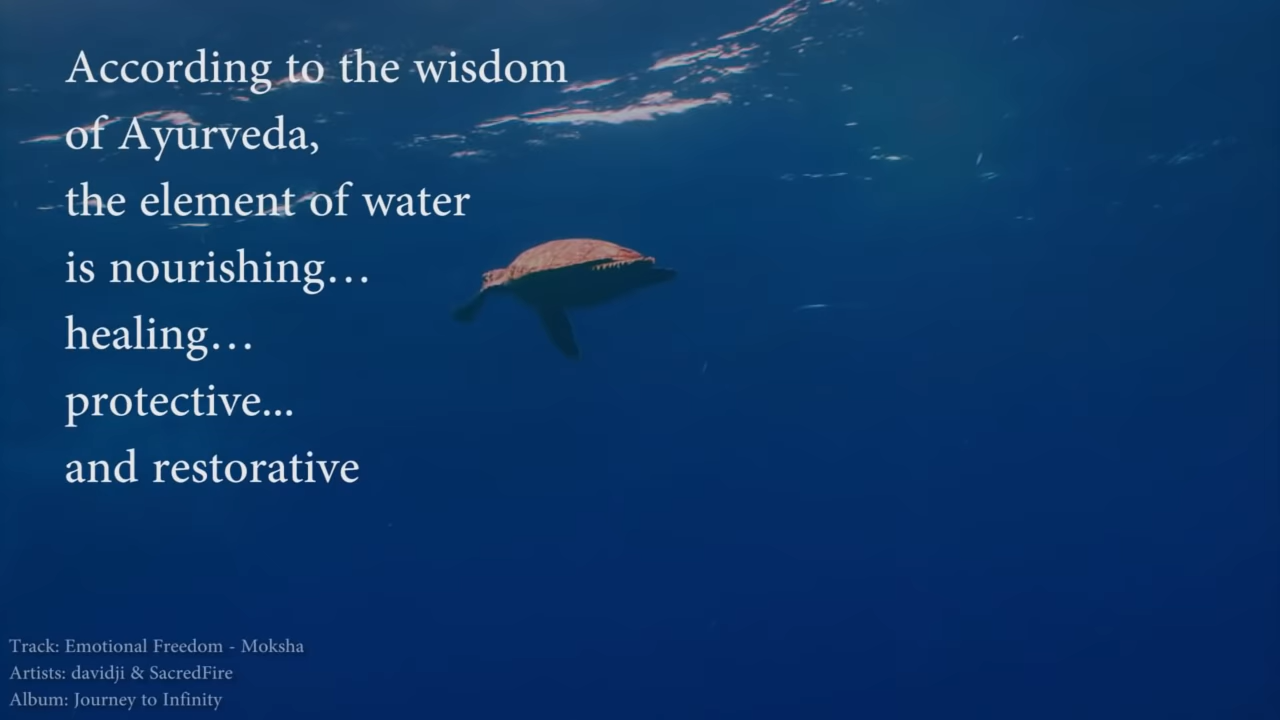 According to the wisdom
of Ayurveda,
the element of water
is nourishing…
healing…
protective...
and restorative
Track: Emotional Freedom - Moksha
Artists: davidji & SacredFire
Album: Journey to Infinity